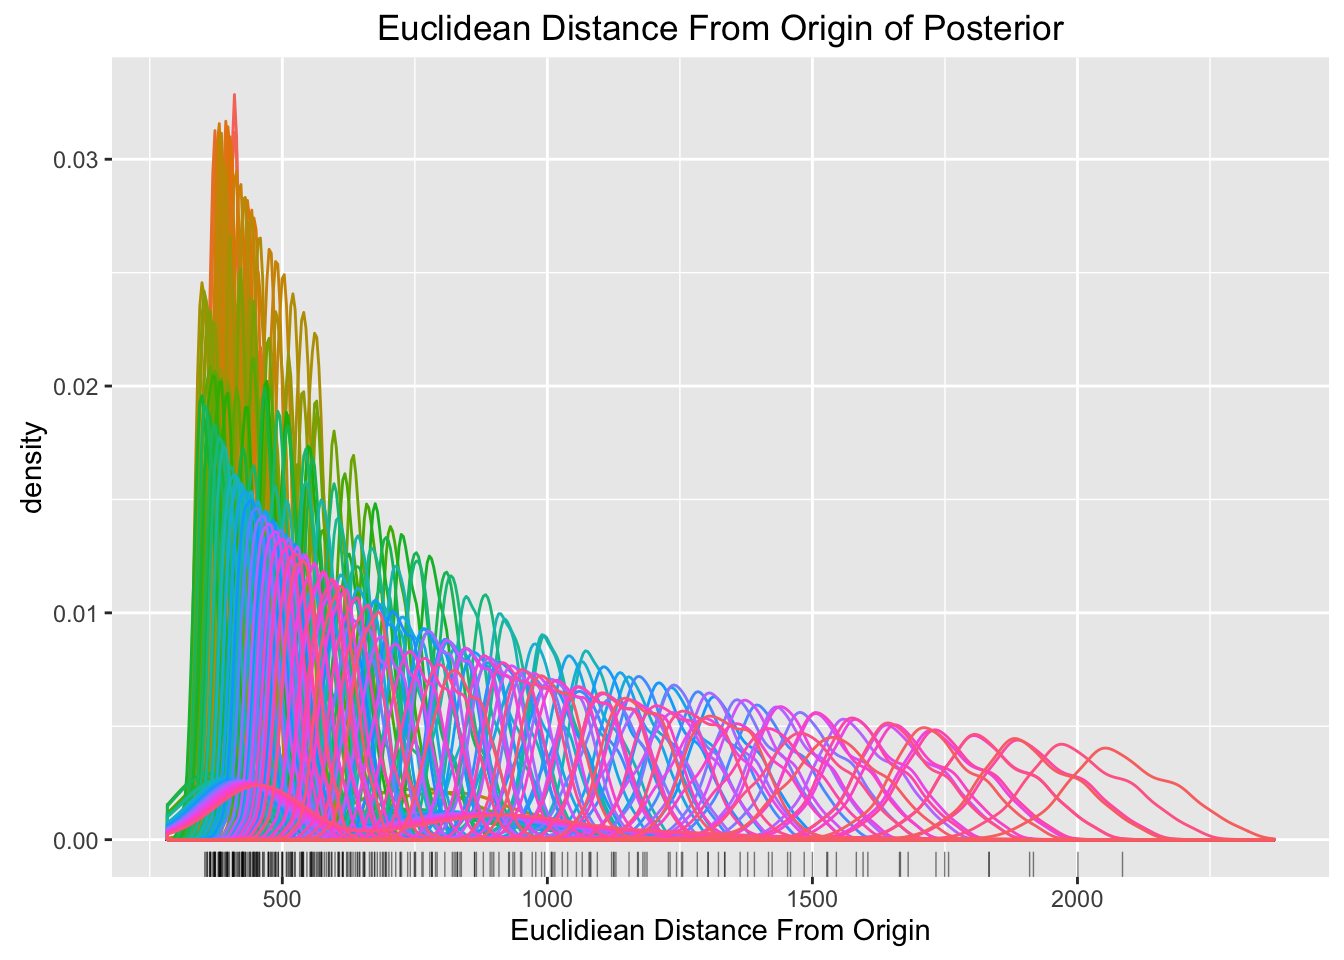 Euclidean Distance From Origin of Posterior
0.03
0.02
0.01
0.00
density
500
1000
1500
2000
Euclidiean Distance From Origin